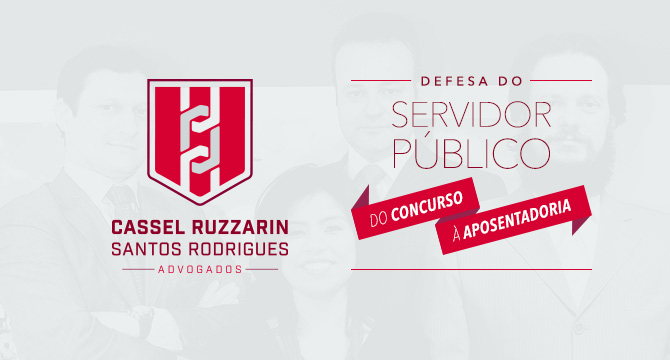 CASSEL RUZZARIN
SANTOS RODRIGUES
ADVOGADOS
DEFESA DO
SERVIDOR
PÚBLICO
DO CONCURSO
À APOSENTADORIA